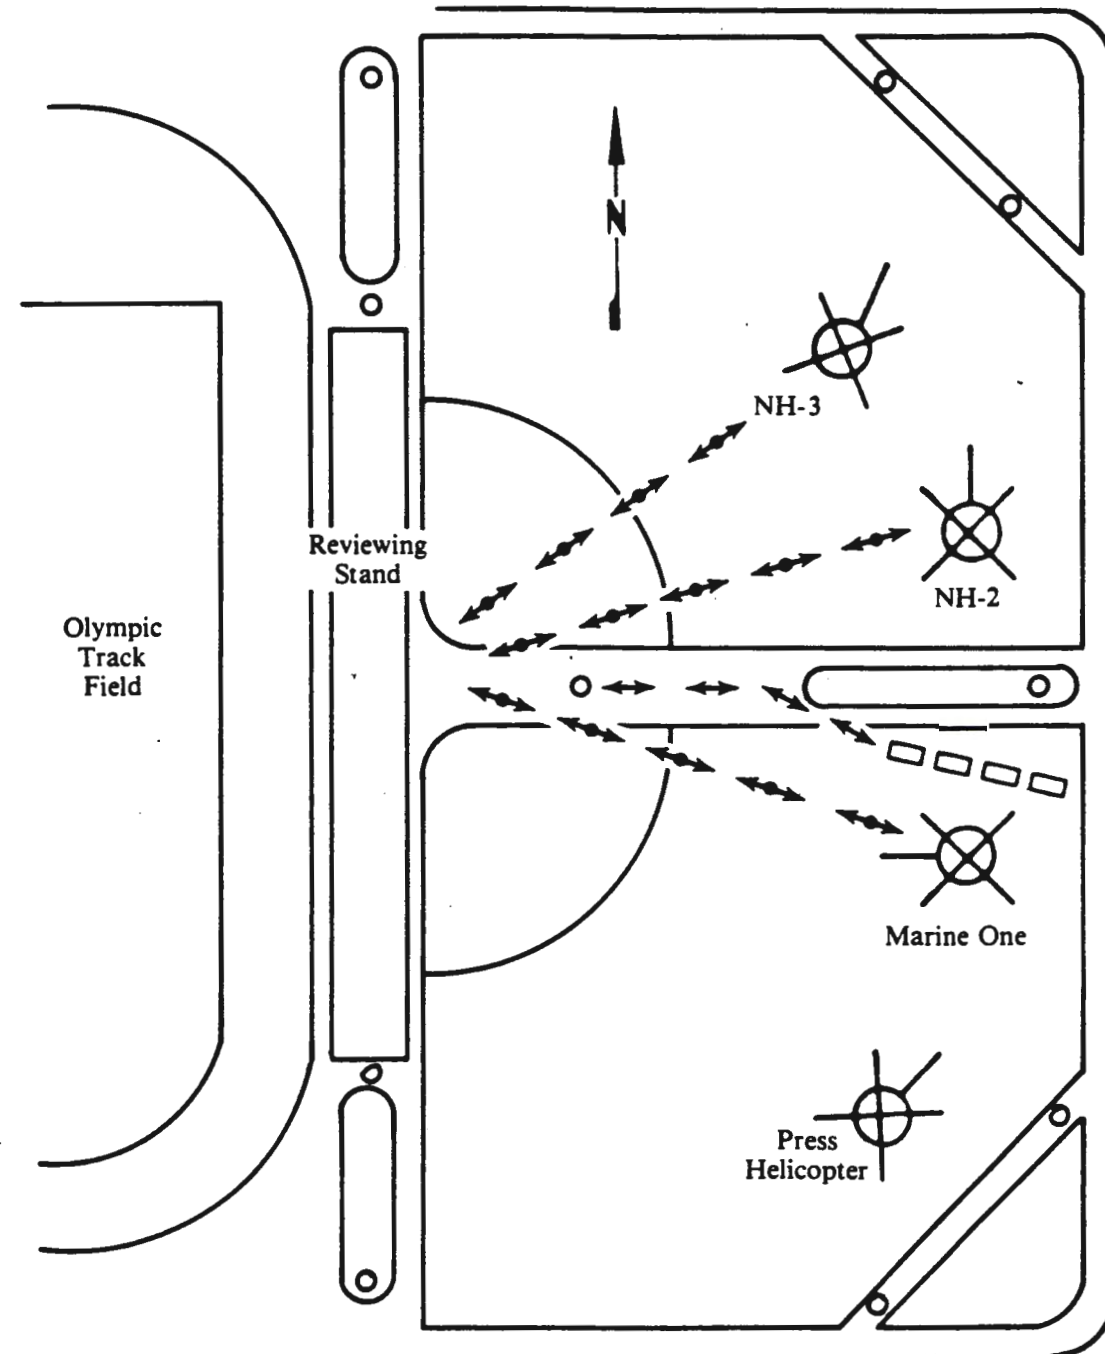 N
NH-3
Reviewing
Stand
NH-2
Olympic
Track
Field
Marine One
Press
Helicopter